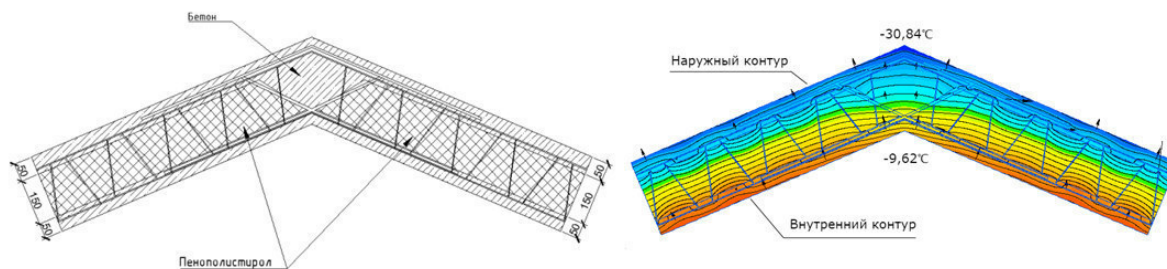 Бетон
50
150
50
50
150
50
Пенополистирол
-30,84℃
Наружный контур
-9,62℃
Внутренний контур